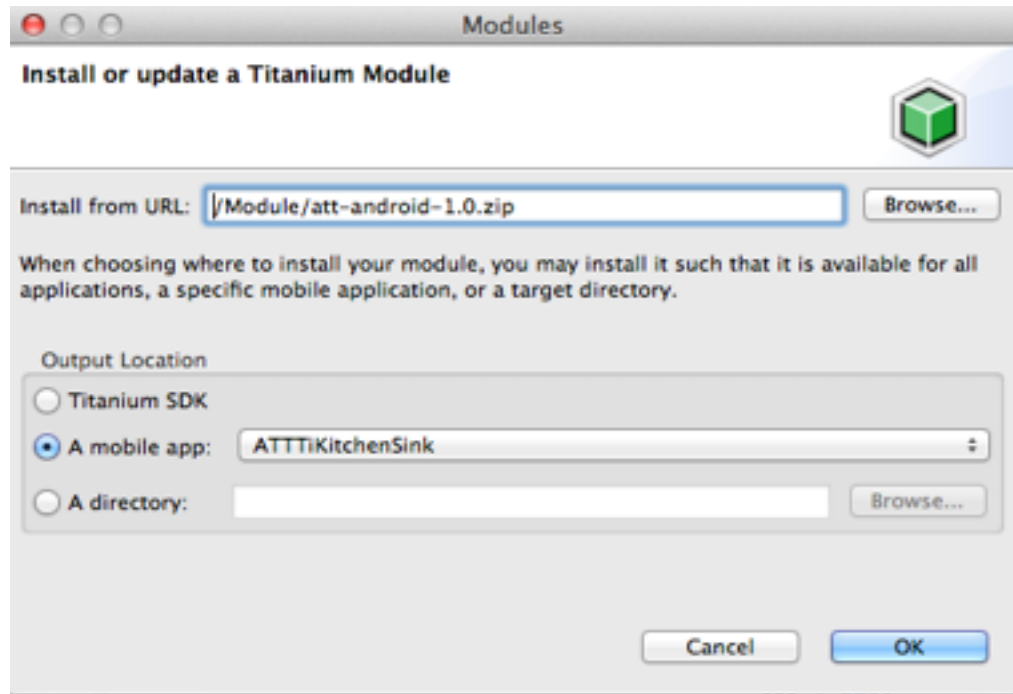 Modules
Install or update a Titanium Module
Install from URL: /Module/att-android-1.0.zip Browse...
When choosing where to install your module, you may install it such that it is available for all
applications, a specific mobile application, or a target directory.
Output Location
Titanium SDK
A mobile app: ATTTiKitchenSink
A directory: Browse...
Cancel OK